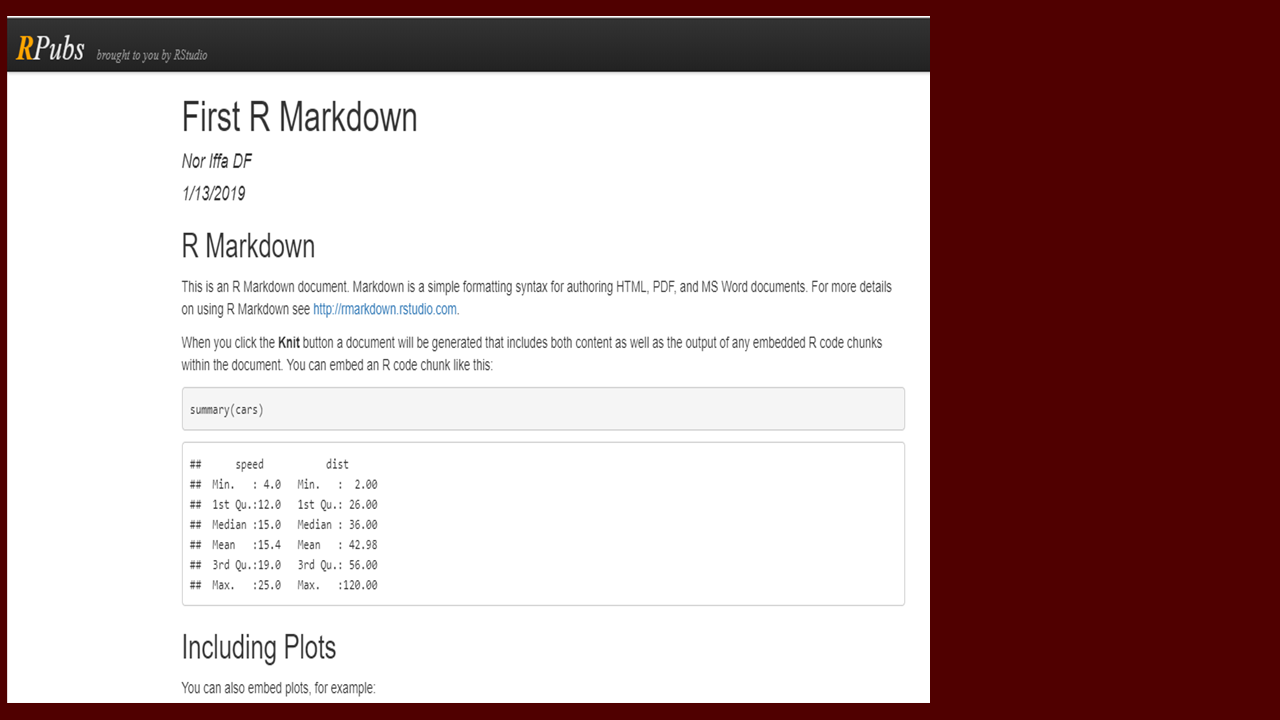 RPubs brought to you by RStudio
First R Markdown
Nor Iffa DF
1/13/2019
R Markdown
This is an R Markdown document. Markdown is a simple formatting syntax for authoring HTML, PDF, and MS Word documents. For more details
on using R Markdown see http://rmarkdown.rstudio.com.
When you click the Knit button a document will be generated that includes both content as well as the output of any embedded R code chunks
within the document. You can embed an R code chunk like this:
summary(cars)
##      speed           dist
##  Min.   : 4.0   Min.   :  2.00
##  1st Qu.:12.0   1st Qu.: 26.00
##  Median :15.0   Median : 36.00
##  Mean   :15.4   Mean   : 42.98
##  3rd Qu.:19.0   3rd Qu.: 56.00
##  Max.   :25.0   Max.   :120.00
Including Plots
You can also embed plots, for example: